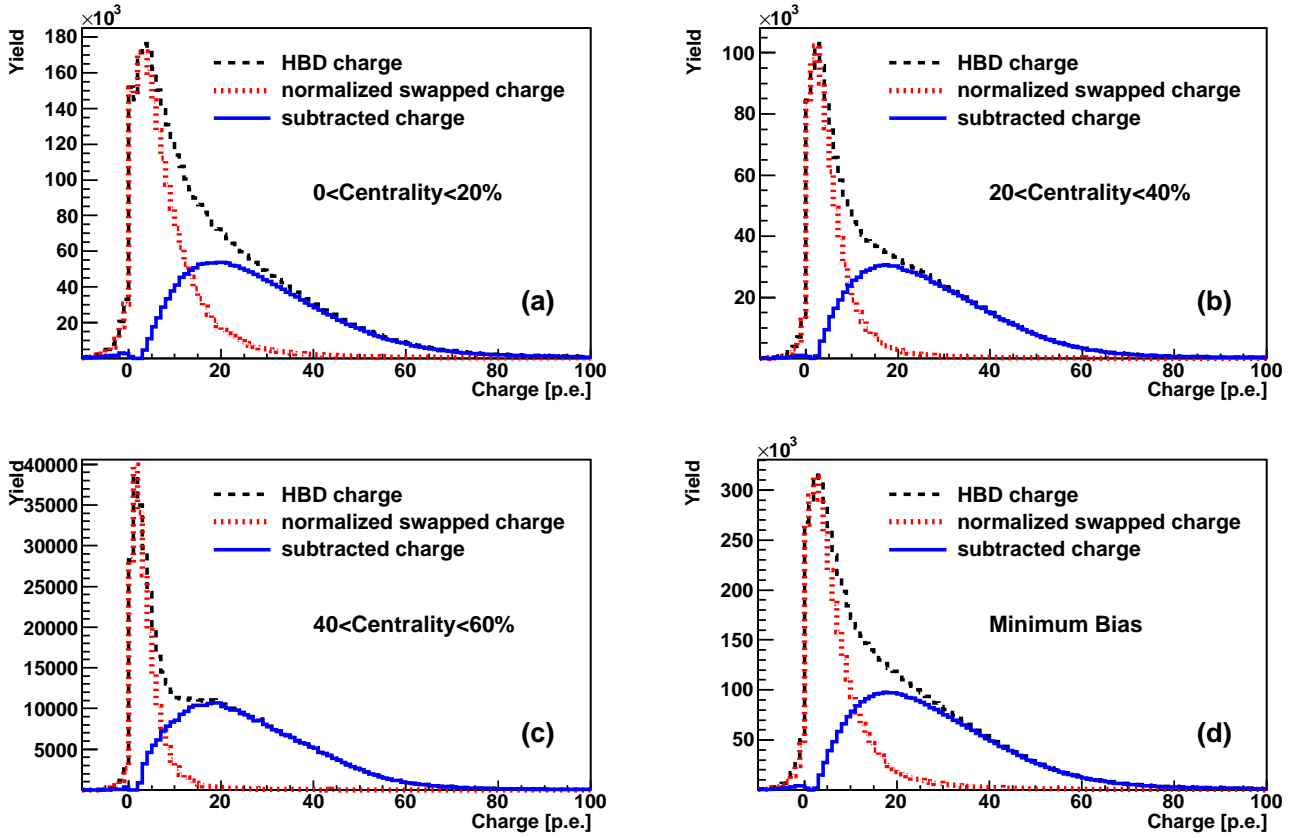 ×10³
Yield
180
160
140
120
100
80
60
40
20
HBD charge
normalized swapped charge
subtracted charge
0<Centrality<20%
(a)
0 20 40 60 80 100
Charge [p.e.]
×10³
Yield
100
80
60
40
20
HBD charge
normalized swapped charge
subtracted charge
20<Centrality<40%
(b)
0 20 40 60 80 100
Charge [p.e.]
Yield
40000
35000
30000
25000
20000
15000
10000
5000
HBD charge
normalized swapped charge
subtracted charge
40<Centrality<60%
(c)
0 20 40 60 80 100
Charge [p.e.]
×10³
Yield
300
250
200
150
100
50
HBD charge
normalized swapped charge
subtracted charge
Minimum Bias
(d)
0 20 40 60 80 100
Charge [p.e.]